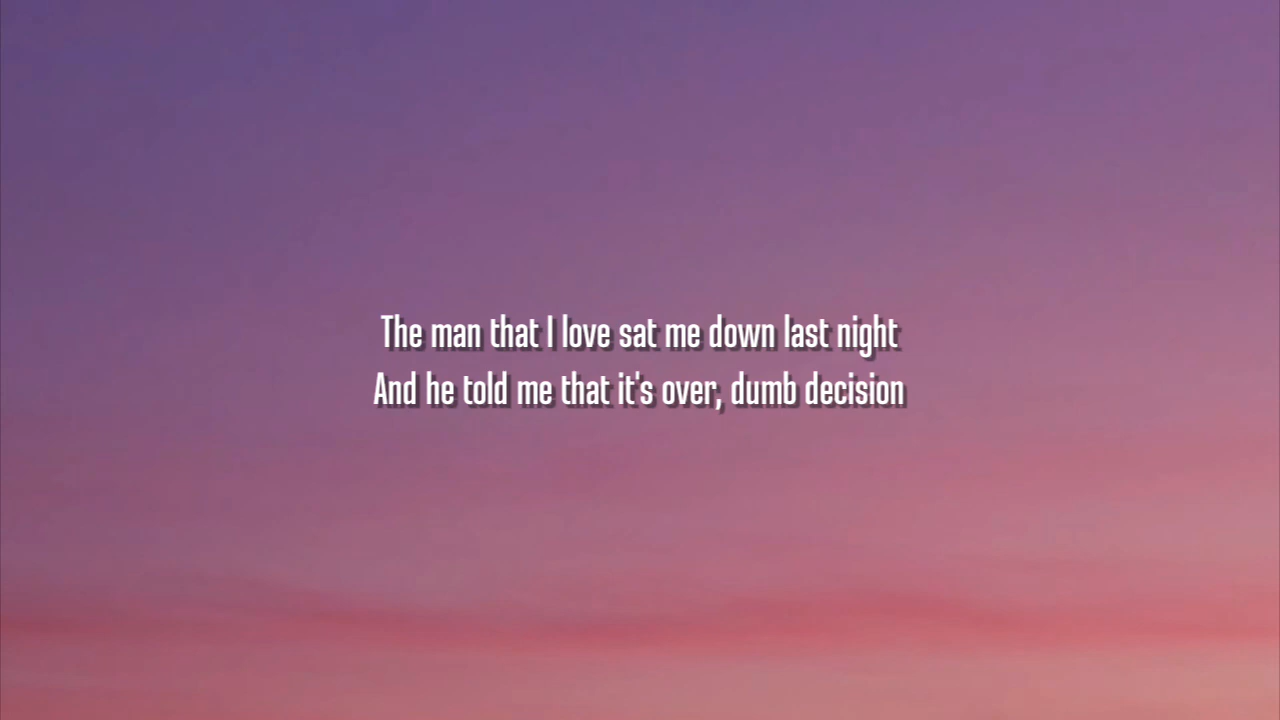 The man that I love sat me down last night
And he told me that it's over, dumb decision